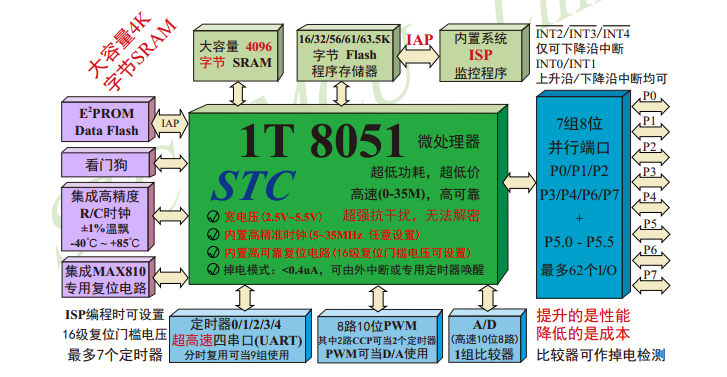 大容量4K
字节SRAM
大容量 4096
字节 SRAM
16/32/56/61/63.5K
字节 Flash
程序存储器
IAP
内置系统
ISP
监控程序
INT2/INT3/INT4
仅可下降沿中断
INT0/INT1
上升沿/下降沿中断均可
E²PROM
Data Flash
IAP
看门狗
集成高精度
R/C时钟
±1%温飘
-40℃ ~ +85℃
集成MAX810
专用复位电路
1T 8051 微处理器
STC
超低功耗，超低价
高速(0-35M)，高可靠
宽电压(2.5V~5.5V) 超强抗干扰，无法解密
内置高精准时钟(5~35MHz 任意设置)
内置高可靠复位电路(16级复位门槛电压可设置)
掉电模式：<0.4uA，可由外中断或专用定时器唤醒
7组8位
并行端口
P0/P1/P2
P3/P4/P6/P7
+
P5.0 - P5.5
最多62个I/O
P0
P1
P2
P3
P4
P5
P6
P7
ISP编程时可设置
16级复位门槛电压
最多7个定时器
定时器0/1/2/3/4
超高速四串口(UART)
分时复用可当9组使用
8路10位PWM
其中2路CCP可当2个定时器
PWM可当D/A使用
A/D
(高速10位8路)
1组比较器
提升的是性能
降低的是成本
比较器可作掉电检测